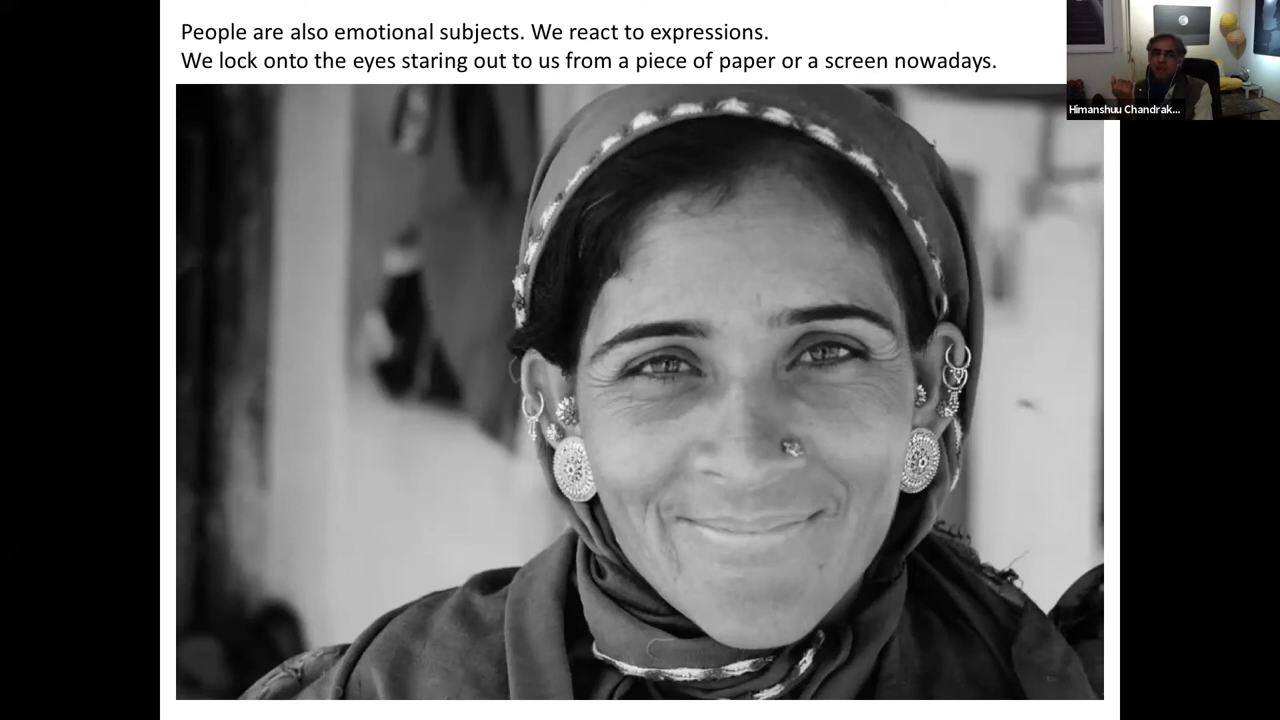 People are also emotional subjects. We react to expressions.
We lock onto the eyes staring out to us from a piece of paper or a screen nowadays.
Himanshuu Chandrak...